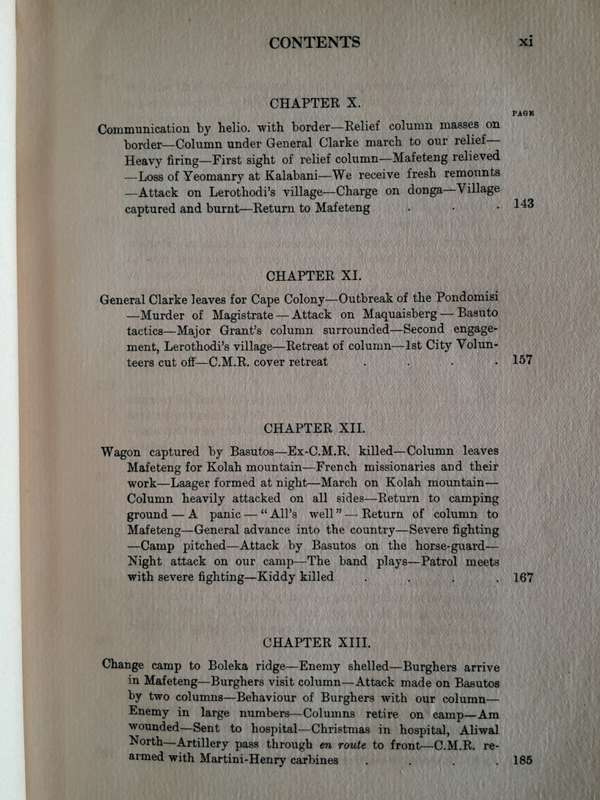 CONTENTS xi
CHAPTER X.
PAGE
Communication by helio. with border—Relief column masses on
border—Column under General Clarke march to our relief—
Heavy firing—First sight of relief column—Mafeteng relieved
—Loss of Yeomanry at Kalabani—We receive fresh remounts
—Attack on Lerothodi's village—Charge on donga—Village
captured and burnt—Return to Mafeteng . . . 143
CHAPTER XI.
General Clarke leaves for Cape Colony—Outbreak of the Pondomisi
—Murder of Magistrate—Attack on Maquaisberg—Basuto
tactics—Major Grant's column surrounded—Second engage-
ment, Lerothodi's village—Retreat of column—1st City Volun-
teers cut off—C.M.R. cover retreat . . . . 157
CHAPTER XII.
Wagon captured by Basutos—Ex-C.M.R. killed—Column leaves
Mafeteng for Kolah mountain—French missionaries and their
work—Laager formed at night—March on Kolah mountain—
Column heavily attacked on all sides—Return to camping
ground—A panic—"All's well"—Return of column to
Mafeteng—General advance into the country—Severe fighting
—Camp pitched—Attack by Basutos on the horse-guard—
Night attack on our camp—The band plays—Patrol meets
with severe fighting—Kiddy killed . . . . 167
CHAPTER XIII.
Change camp to Boleka ridge—Enemy shelled—Burghers arrive
in Mafeteng—Burghers visit column—Attack made on Basutos
by two columns—Behaviour of Burghers with our column—
Enemy in large numbers—Columns retire on camp—Am
wounded—Sent to hospital—Christmas in hospital, Aliwal
North—Artillery pass through en route to front—C.M.R. re-
armed with Martini-Henry carbines . . . . 185